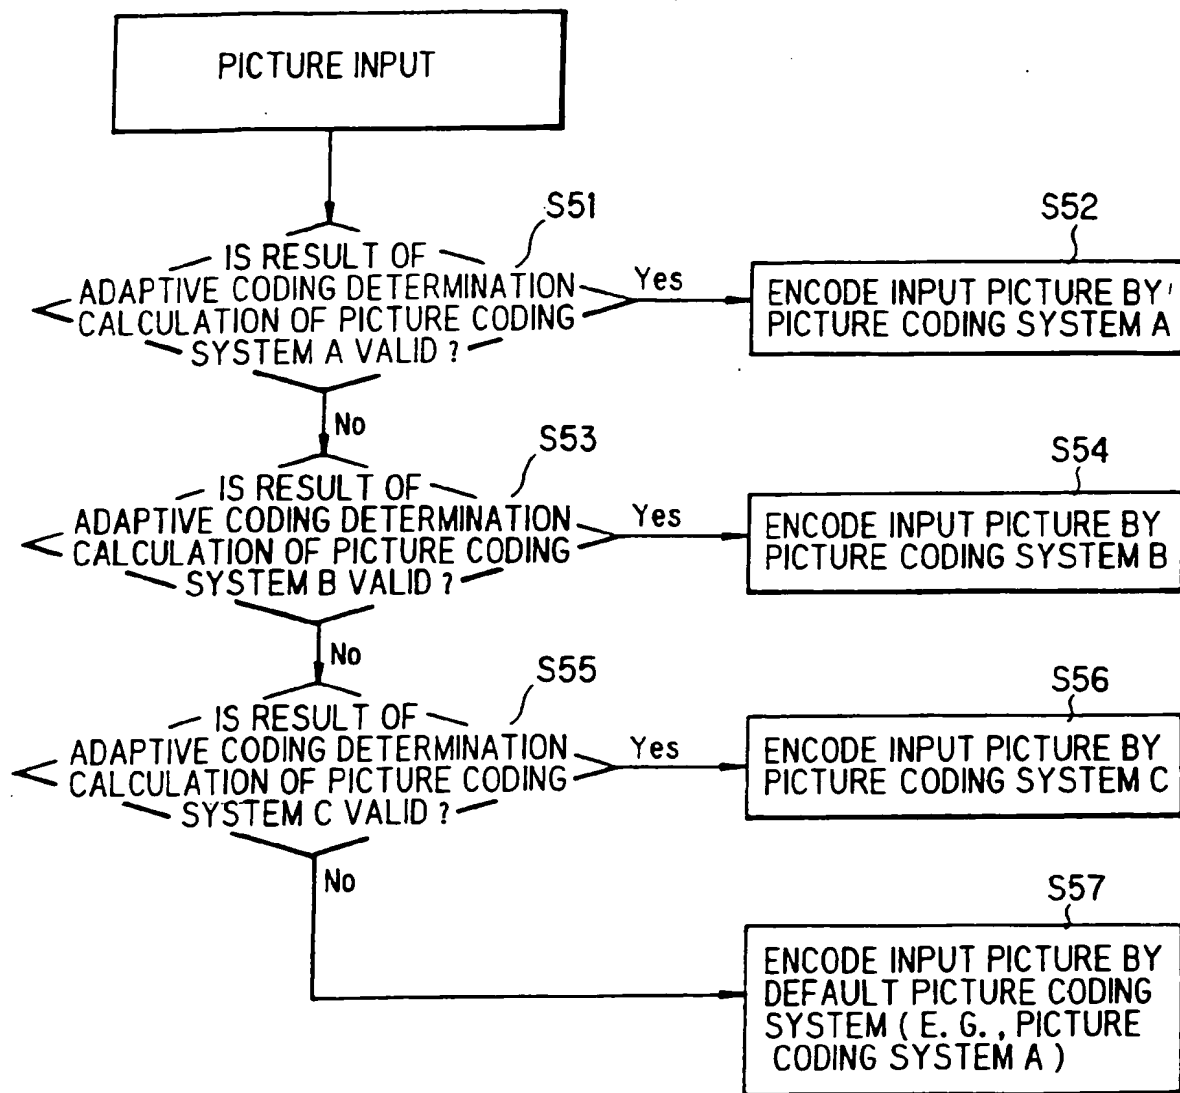 PICTURE INPUT
S51
IS RESULT OF
ADAPTIVE CODING DETERMINATION
CALCULATION OF PICTURE CODING
SYSTEM A VALID ?
Yes
S52
ENCODE INPUT PICTURE BY
PICTURE CODING SYSTEM A
No
S53
IS RESULT OF
ADAPTIVE CODING DETERMINATION
CALCULATION OF PICTURE CODING
SYSTEM B VALID ?
Yes
S54
ENCODE INPUT PICTURE BY
PICTURE CODING SYSTEM B
No
S55
IS RESULT OF
ADAPTIVE CODING DETERMINATION
CALCULATION OF PICTURE CODING
SYSTEM C VALID ?
Yes
S56
ENCODE INPUT PICTURE BY
PICTURE CODING SYSTEM C
No
S57
ENCODE INPUT PICTURE BY
DEFAULT PICTURE CODING
SYSTEM ( E. G. , PICTURE
CODING SYSTEM A )